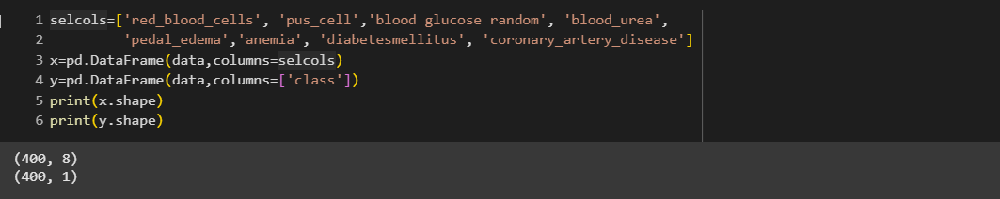 1 selcols=['red_blood_cells', 'pus_cell','blood glucose random', 'blood_urea',
2 'pedal_edema','anemia', 'diabetesmellitus', 'coronary_artery_disease']
3 x=pd.DataFrame(data,columns=selcols)
4 y=pd.DataFrame(data,columns=['class'])
5 print(x.shape)
6 print(y.shape)
(400, 8)
(400, 1)